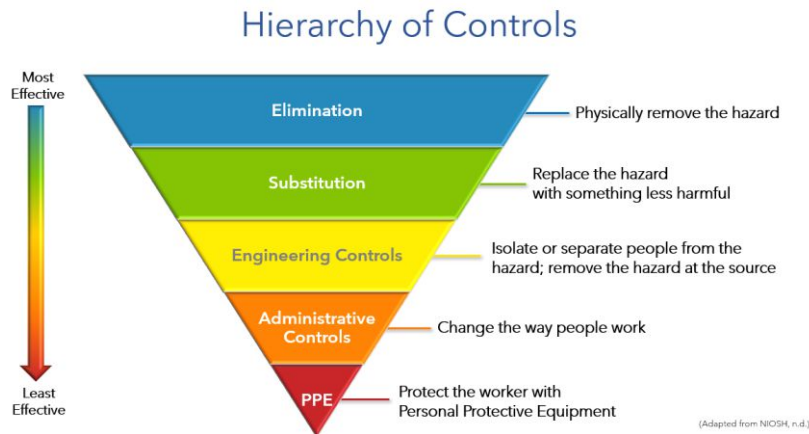 Hierarchy of Controls
Most
Effective
Elimination
Physically remove the hazard
Substitution
Replace the hazard
with something less harmful
Engineering Controls
Isolate or separate people from the
hazard; remove the hazard at the source
Administrative
Controls
Change the way people work
PPE
Protect the worker with
Personal Protective Equipment
Least
Effective
(Adapted from NIOSH, n.d.)